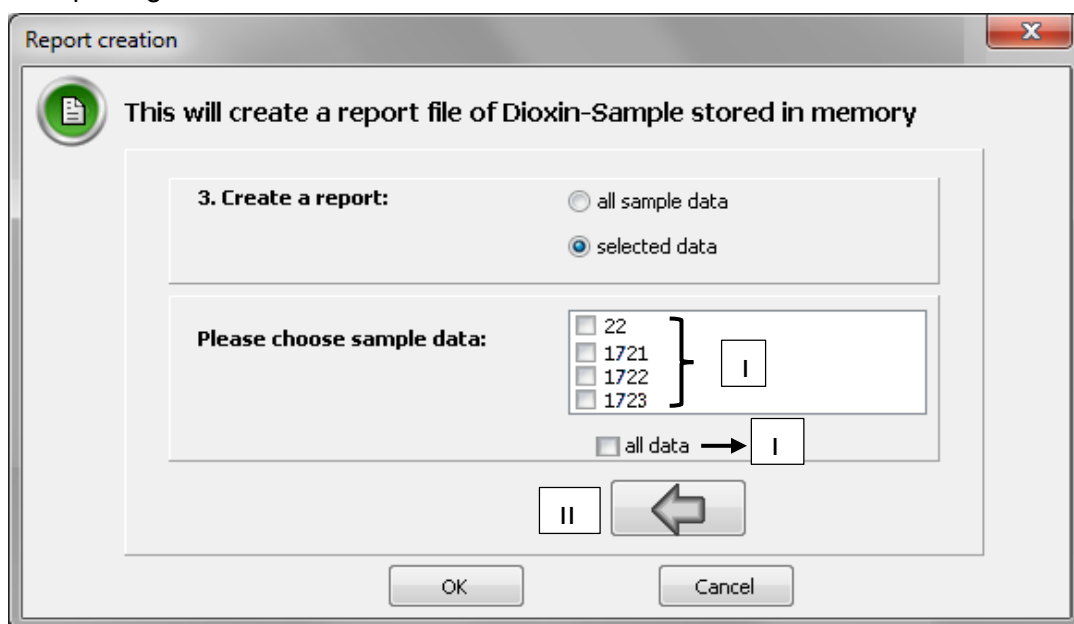 Report creation
This will create a report file of Dioxin-Sample stored in memory
3. Create a report:
all sample data
selected data
Please choose sample data:
22
1721
1722
1723
I
all data
I
II
OK
Cancel